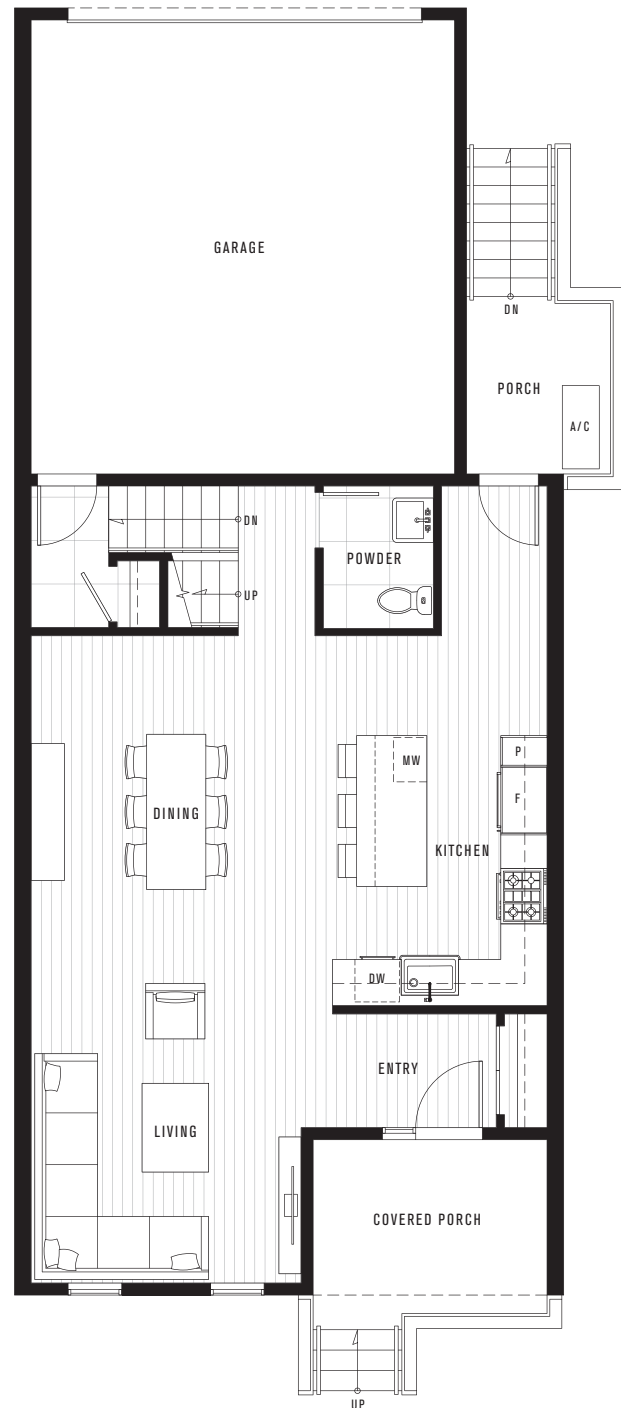 GARAGE
DN
PORCH
A/C
DN
POWDER
UP
P
MW
F
DINING
KITCHEN
DW
ENTRY
LIVING
COVERED PORCH
UP